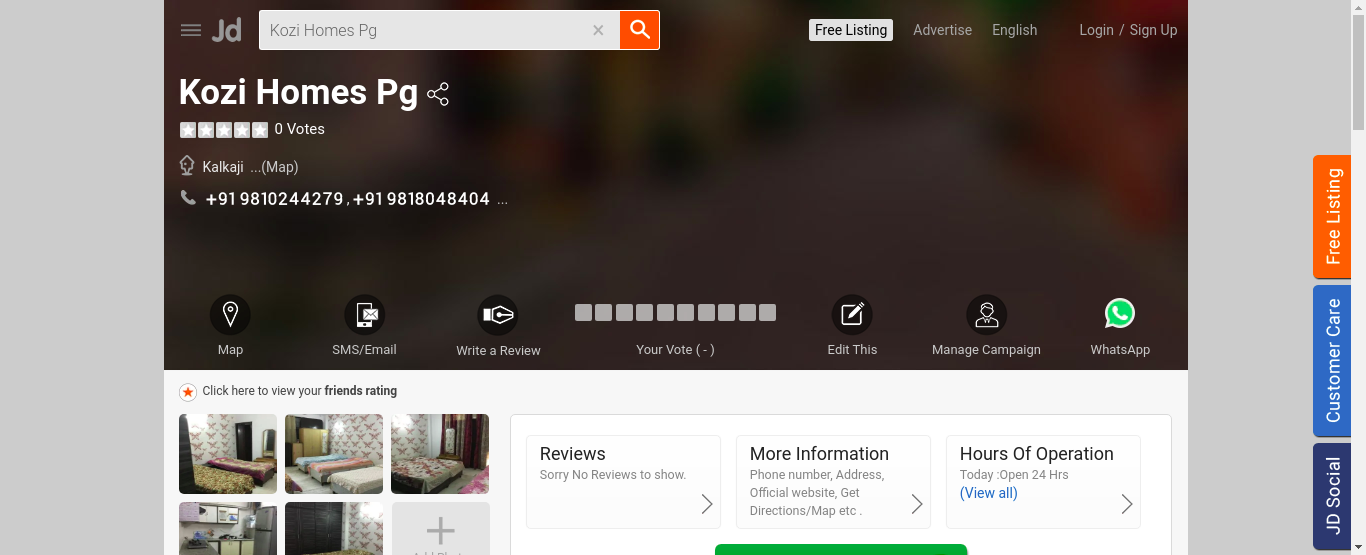 Jd
Kozi Homes Pg
Free Listing
Advertise
English
Login / Sign Up
Kozi Homes Pg
0 Votes
Kalkaji ...(Map)
+91 9810244279 , +91 9818048404 ...
Map
SMS/Email
Write a Review
Your Vote ( - )
Edit This
Manage Campaign
WhatsApp
Click here to view your friends rating
Reviews
Sorry No Reviews to show.
More Information
Phone number, Address,
Official website, Get
Directions/Map etc .
Hours Of Operation
Today :Open 24 Hrs
(View all)
Free Listing
Customer Care
JD Social